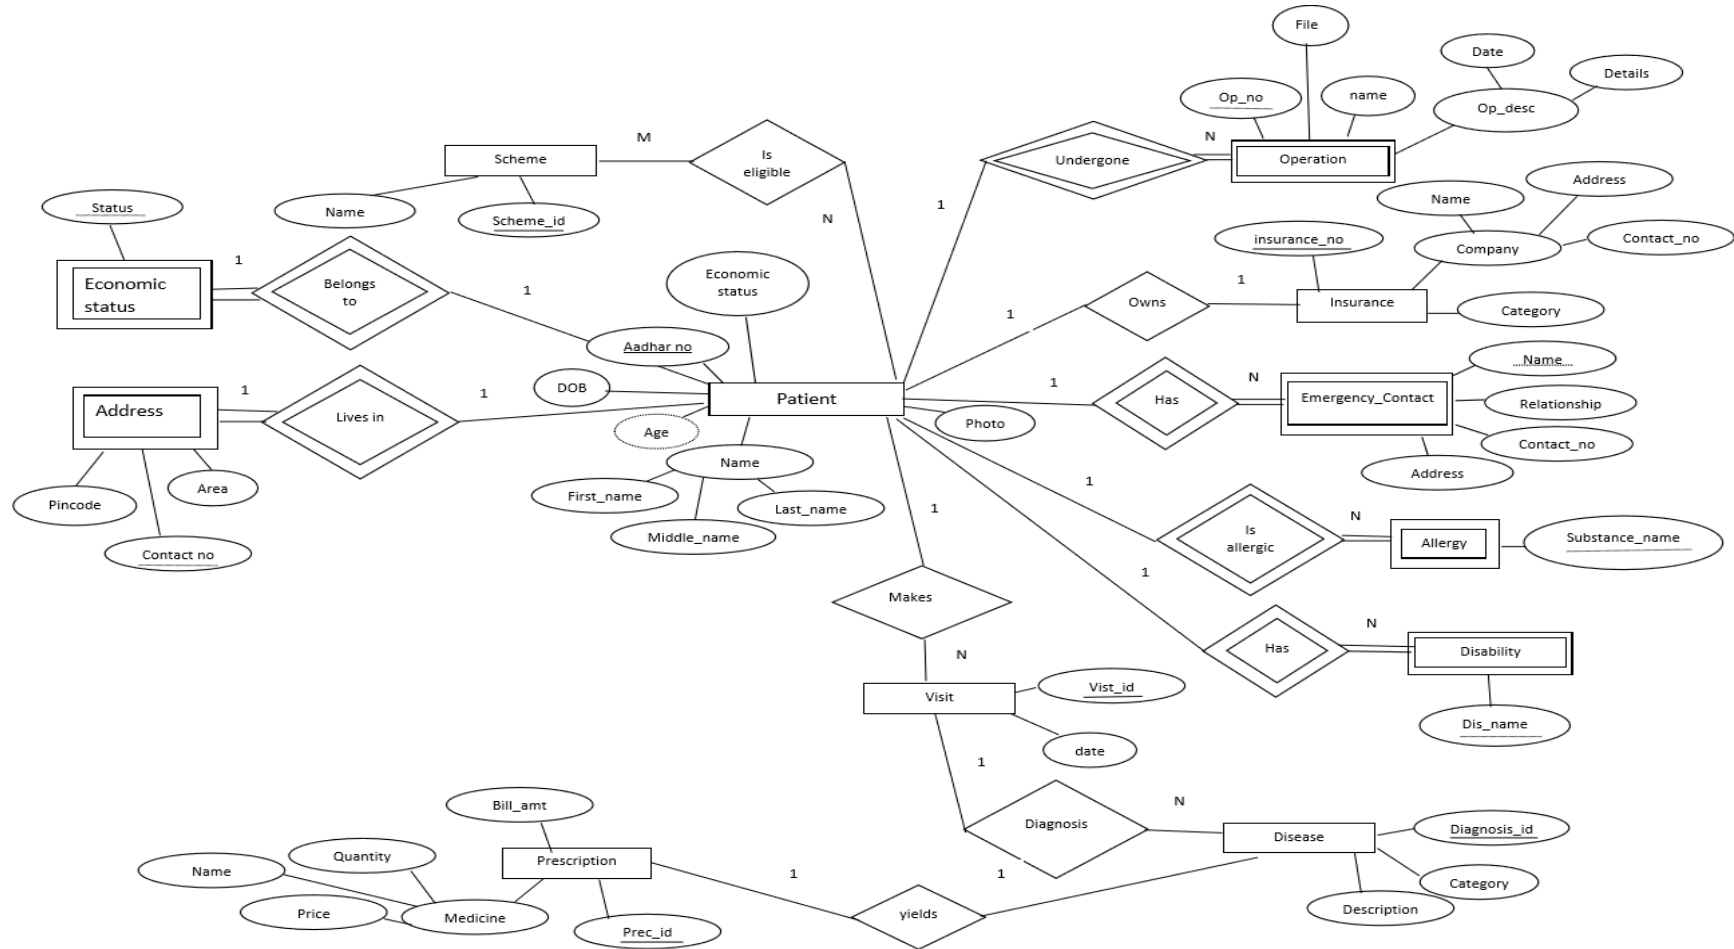 File
Date
Details
Op_no
name
Op_desc
M
Is
eligible
N
Undergone
Operation
Scheme
Address
Name
Status
Name
Scheme_id
N
1
insurance_no
Company
Contact_no
1
Economic
status
Belongs
to
1
Economic
status
Owns
1
Insurance
1
Category
Aadhar no
Name
DOB
1
N
1
Address
Lives in
1
Patient
Has
Emergency_Contact
Relationship
Age
Photo
Contact_no
Name
Address
Area
First_name
Last_name
1
Pincode
1
N
Middle_name
Is
allergic
Allergy
Substance_name
Contact no
1
Makes
N
Has
Disability
N
Visit
Vist_id
Dis_name
date
1
Bill_amt
N
Diagnosis
Disease
Diagnosis_id
Quantity
Prescription
Name
1
1
Category
Price
Medicine
yields
Description
Prec_id